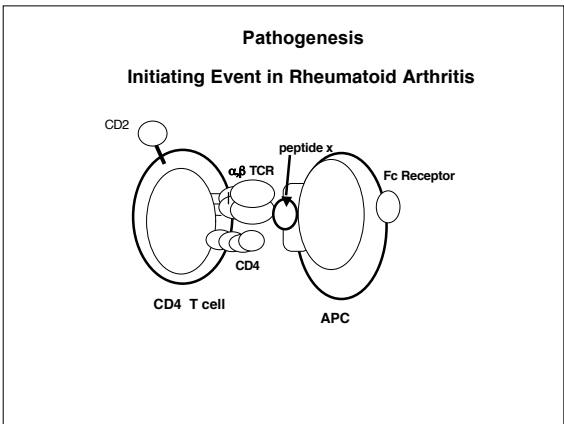 Pathogenesis
Initiating Event in Rheumatoid Arthritis
CD2
peptide x
α,β TCR
Fc Receptor
CD4
CD4 T cell
APC